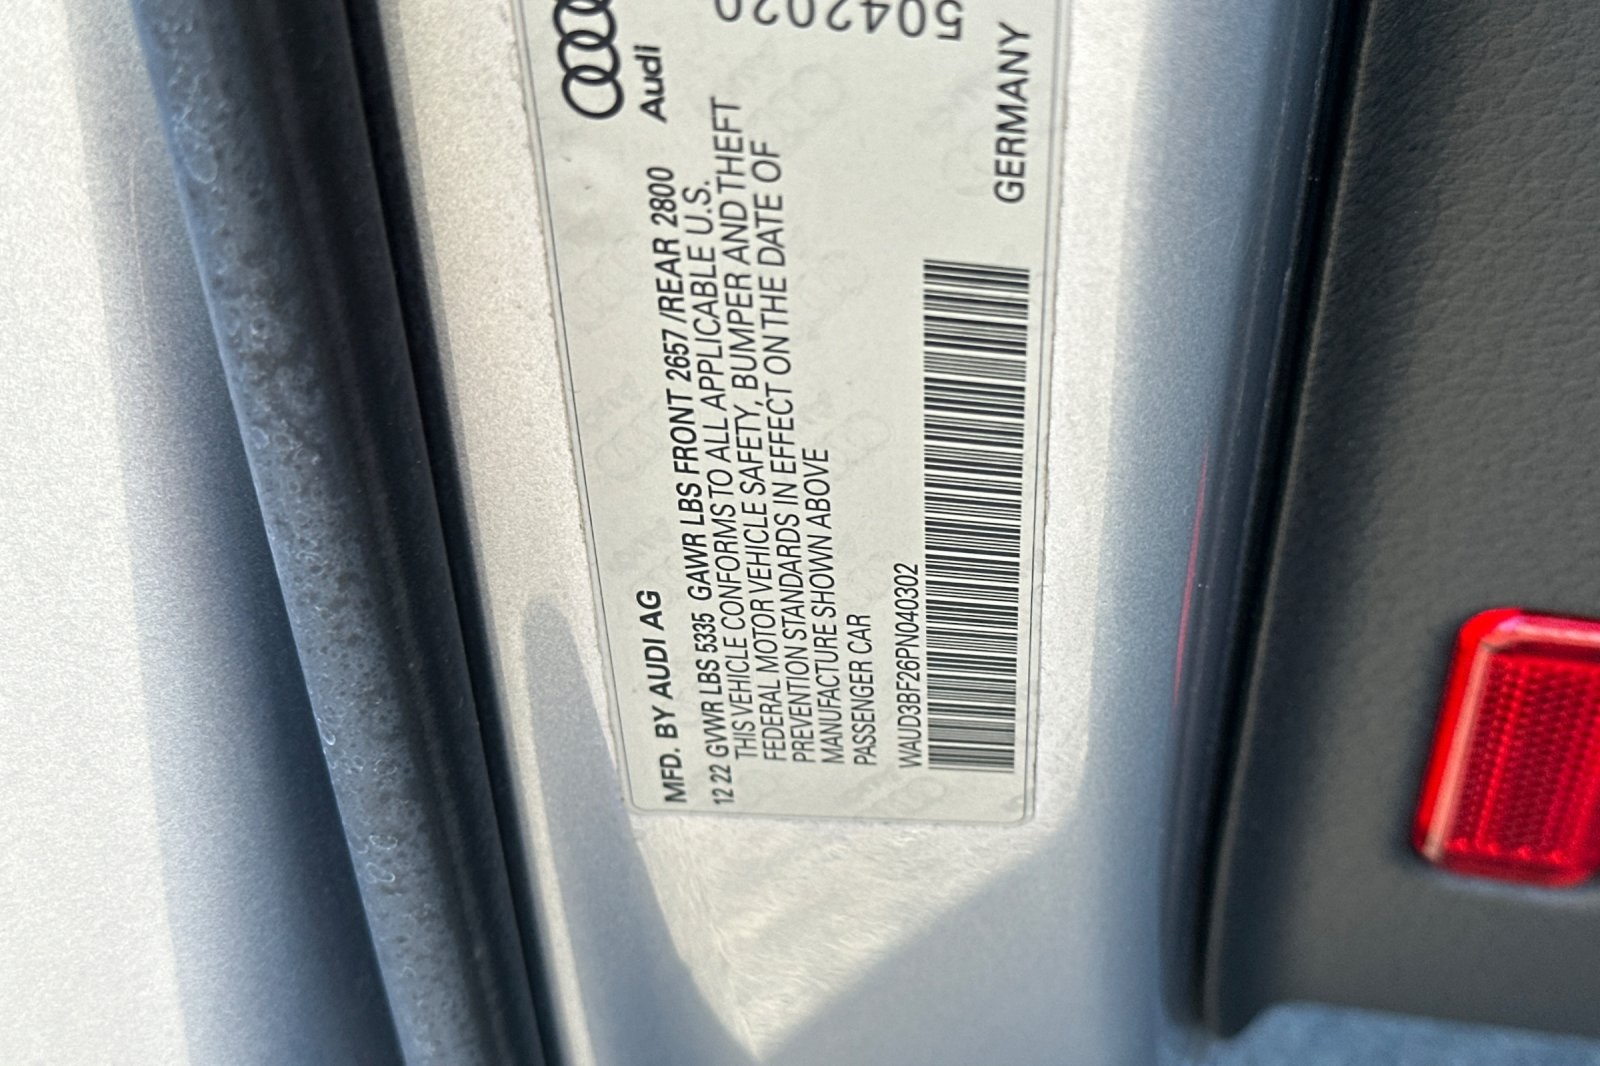 MFD. BY AUDI AG
Audi
12 22 GVWR LBS 5335 GAWR LBS FRONT 2657 /REAR 2800
THIS VEHICLE CONFORMS TO ALL APPLICABLE U.S.
FEDERAL MOTOR VEHICLE SAFETY, BUMPER AND THEFT
PREVENTION STANDARDS IN EFFECT ON THE DATE OF
MANUFACTURE SHOWN ABOVE
PASSENGER CAR
WAUD3BF26PN040302
GERMANY